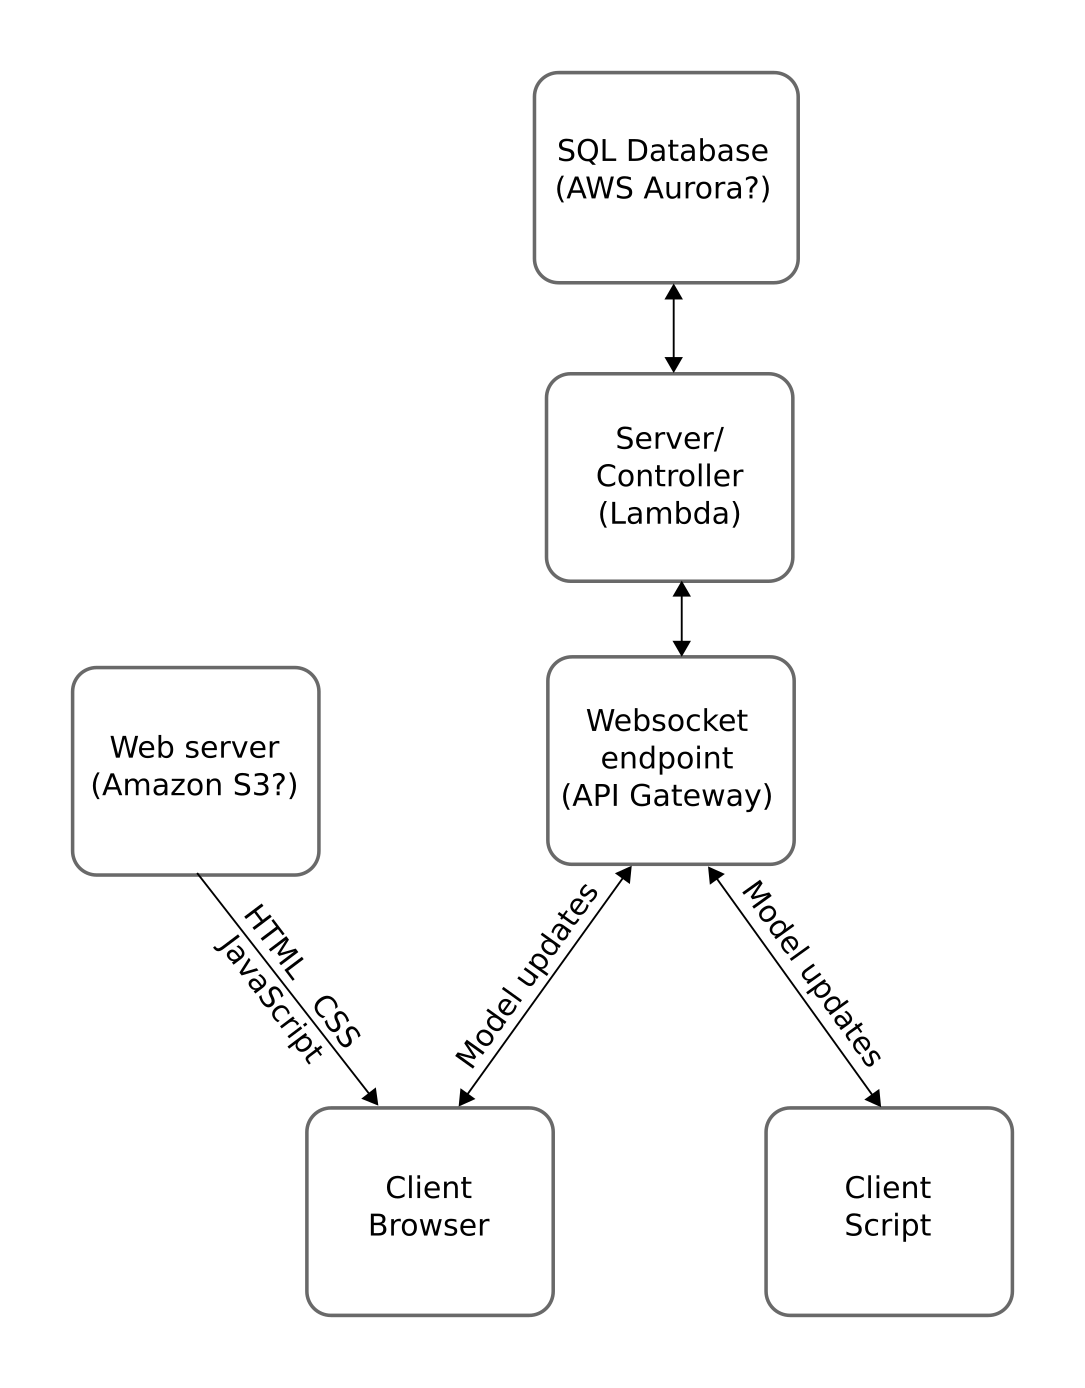 SQL Database
(AWS Aurora?)
Server/
Controller
(Lambda)
Websocket
endpoint
(API Gateway)
Web server
(Amazon S3?)
HTML CSS
JavaScript
Model updates
Model updates
Client
Browser
Client
Script